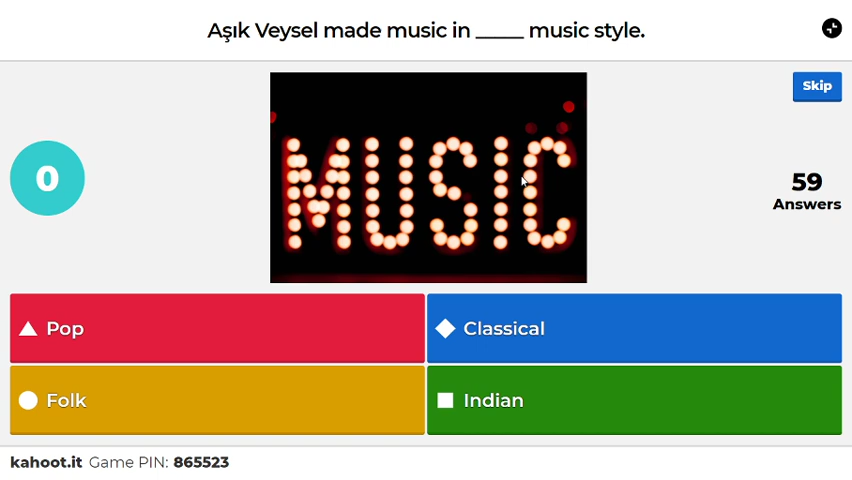 Aşık Veysel made music in _____ music style.
Skip
MUSIC
0
59
Answers
Pop
Classical
Folk
Indian
kahoot.it Game PIN: 865523